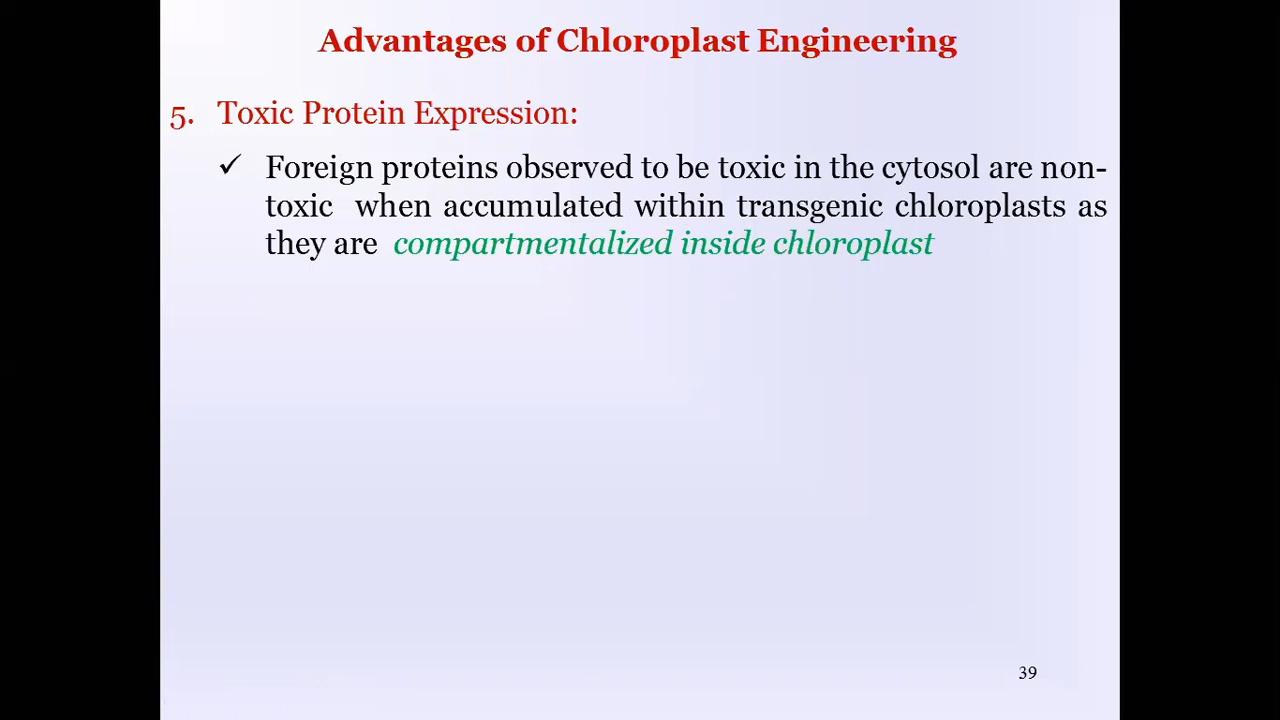 Advantages of Chloroplast Engineering
5. Toxic Protein Expression:
✓ Foreign proteins observed to be toxic in the cytosol are non-
toxic when accumulated within transgenic chloroplasts as
they are compartmentalized inside chloroplast
39